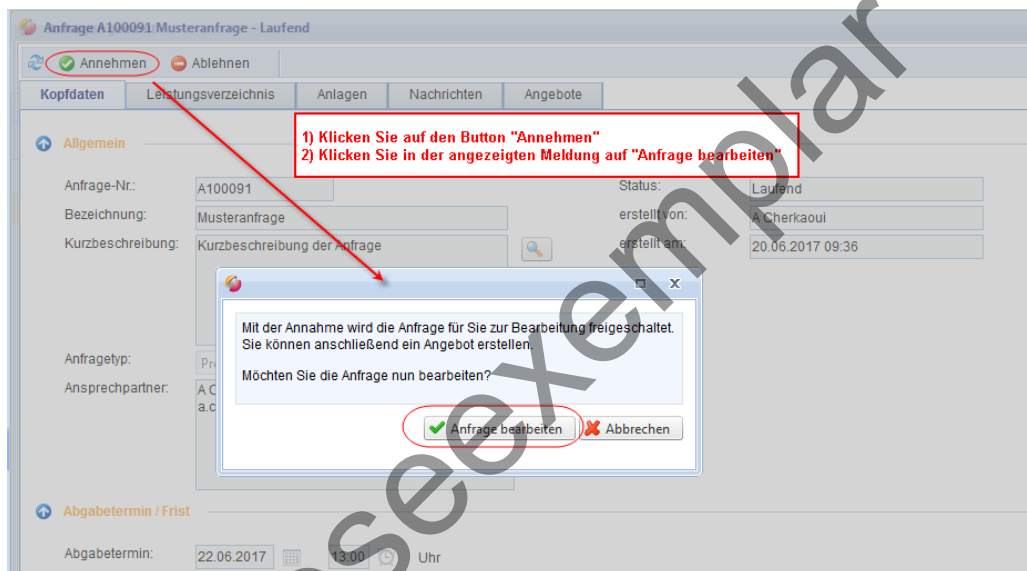 Anfrage A100091 Musteranfrage - Laufend
Annehmen Ablehnen
Kopfdaten Leistungsverzeichnis Anlagen Nachrichten Angebote
1) Klicken Sie auf den Button "Annehmen"
2) Klicken Sie in der angezeigten Meldung auf "Anfrage bearbeiten"
Allgemein
Anfrage-Nr.: A100091 Status: Laufend
Bezeichnung: Musteranfrage erstellt von: A Cherkaoui
Kurzbeschreibung: Kurzbeschreibung der Anfrage erstellt am: 20.06.2017 09:36
Mit der Annahme wird die Anfrage für Sie zur Bearbeitung freigeschaltet.
Sie können anschließend ein Angebot erstellen.
Möchten Sie die Anfrage nun bearbeiten?
Anfrage bearbeiten Abbrechen
Anfragetyp:
Ansprechpartner:
Abgabetermin / Frist
Abgabetermin: 22.06.2017 13:00 Uhr
seexemplar